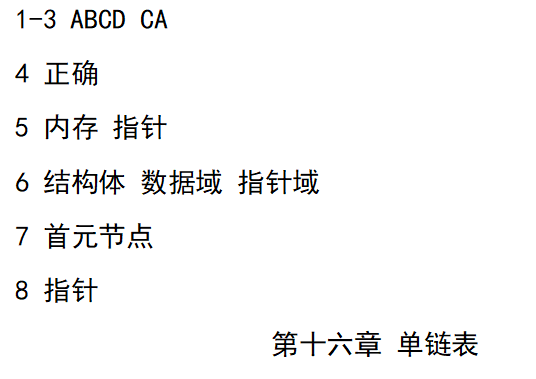 1-3 ABCD CA
4 正确
5 内存 指针
6 结构体 数据域 指针域
7 首元节点
8 指针
第十六章 单链表